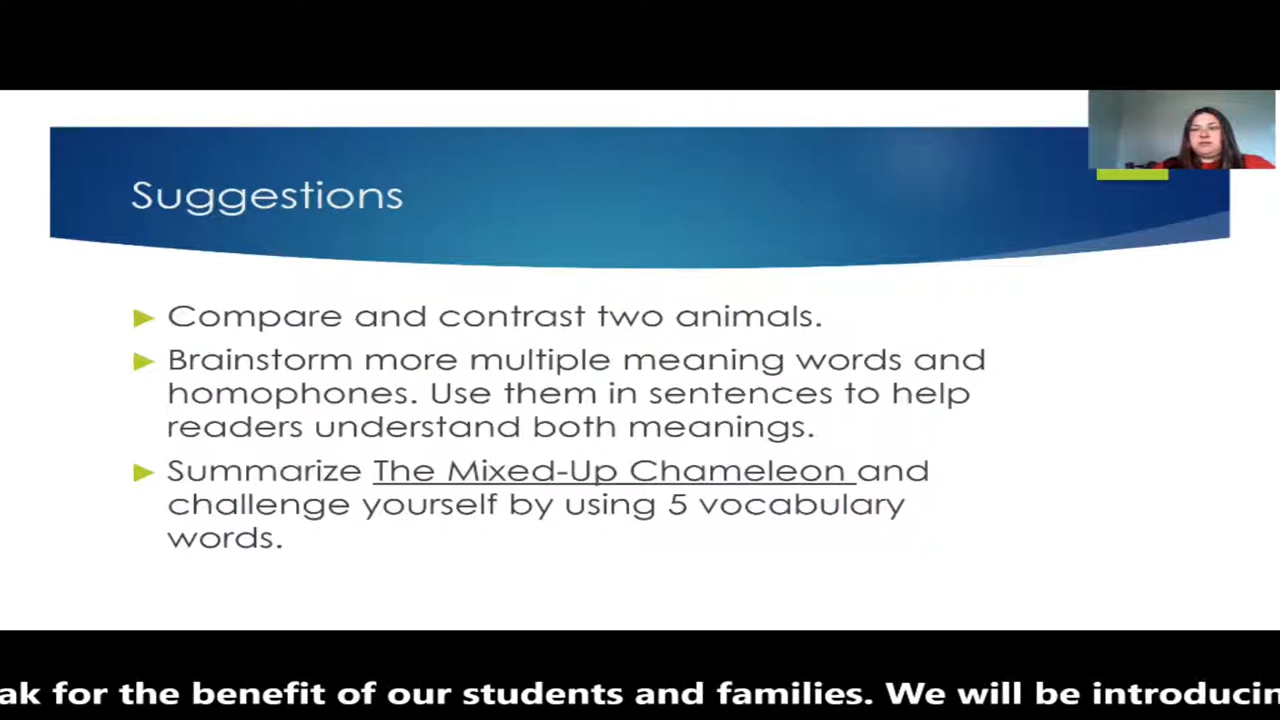 Suggestions
Compare and contrast two animals.
Brainstorm more multiple meaning words and
homophones. Use them in sentences to help
readers understand both meanings.
Summarize The Mixed-Up Chameleon and
challenge yourself by using 5 vocabulary
words.
for the benefit of our students and families. We will be